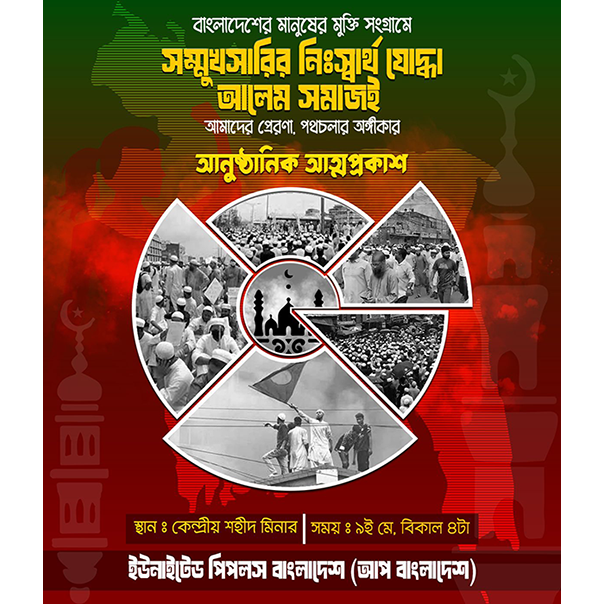 বাংলাদেশের মানুষের মুক্তি সংগ্রামে
সম্মুখসারির নিঃস্বার্থ যোদ্ধা
আলেম সমাজই
আমাদের প্রেরণা, পথচলার অঙ্গীকার
আনুষ্ঠানিক আত্মপ্রকাশ
স্থান ঃ কেন্দ্রীয় শহীদ মিনার | সময় ঃ ৯ই মে, বিকাল ৪টা
ইউনাইটেড পিপলস বাংলাদেশ (আপ বাংলাদেশ)